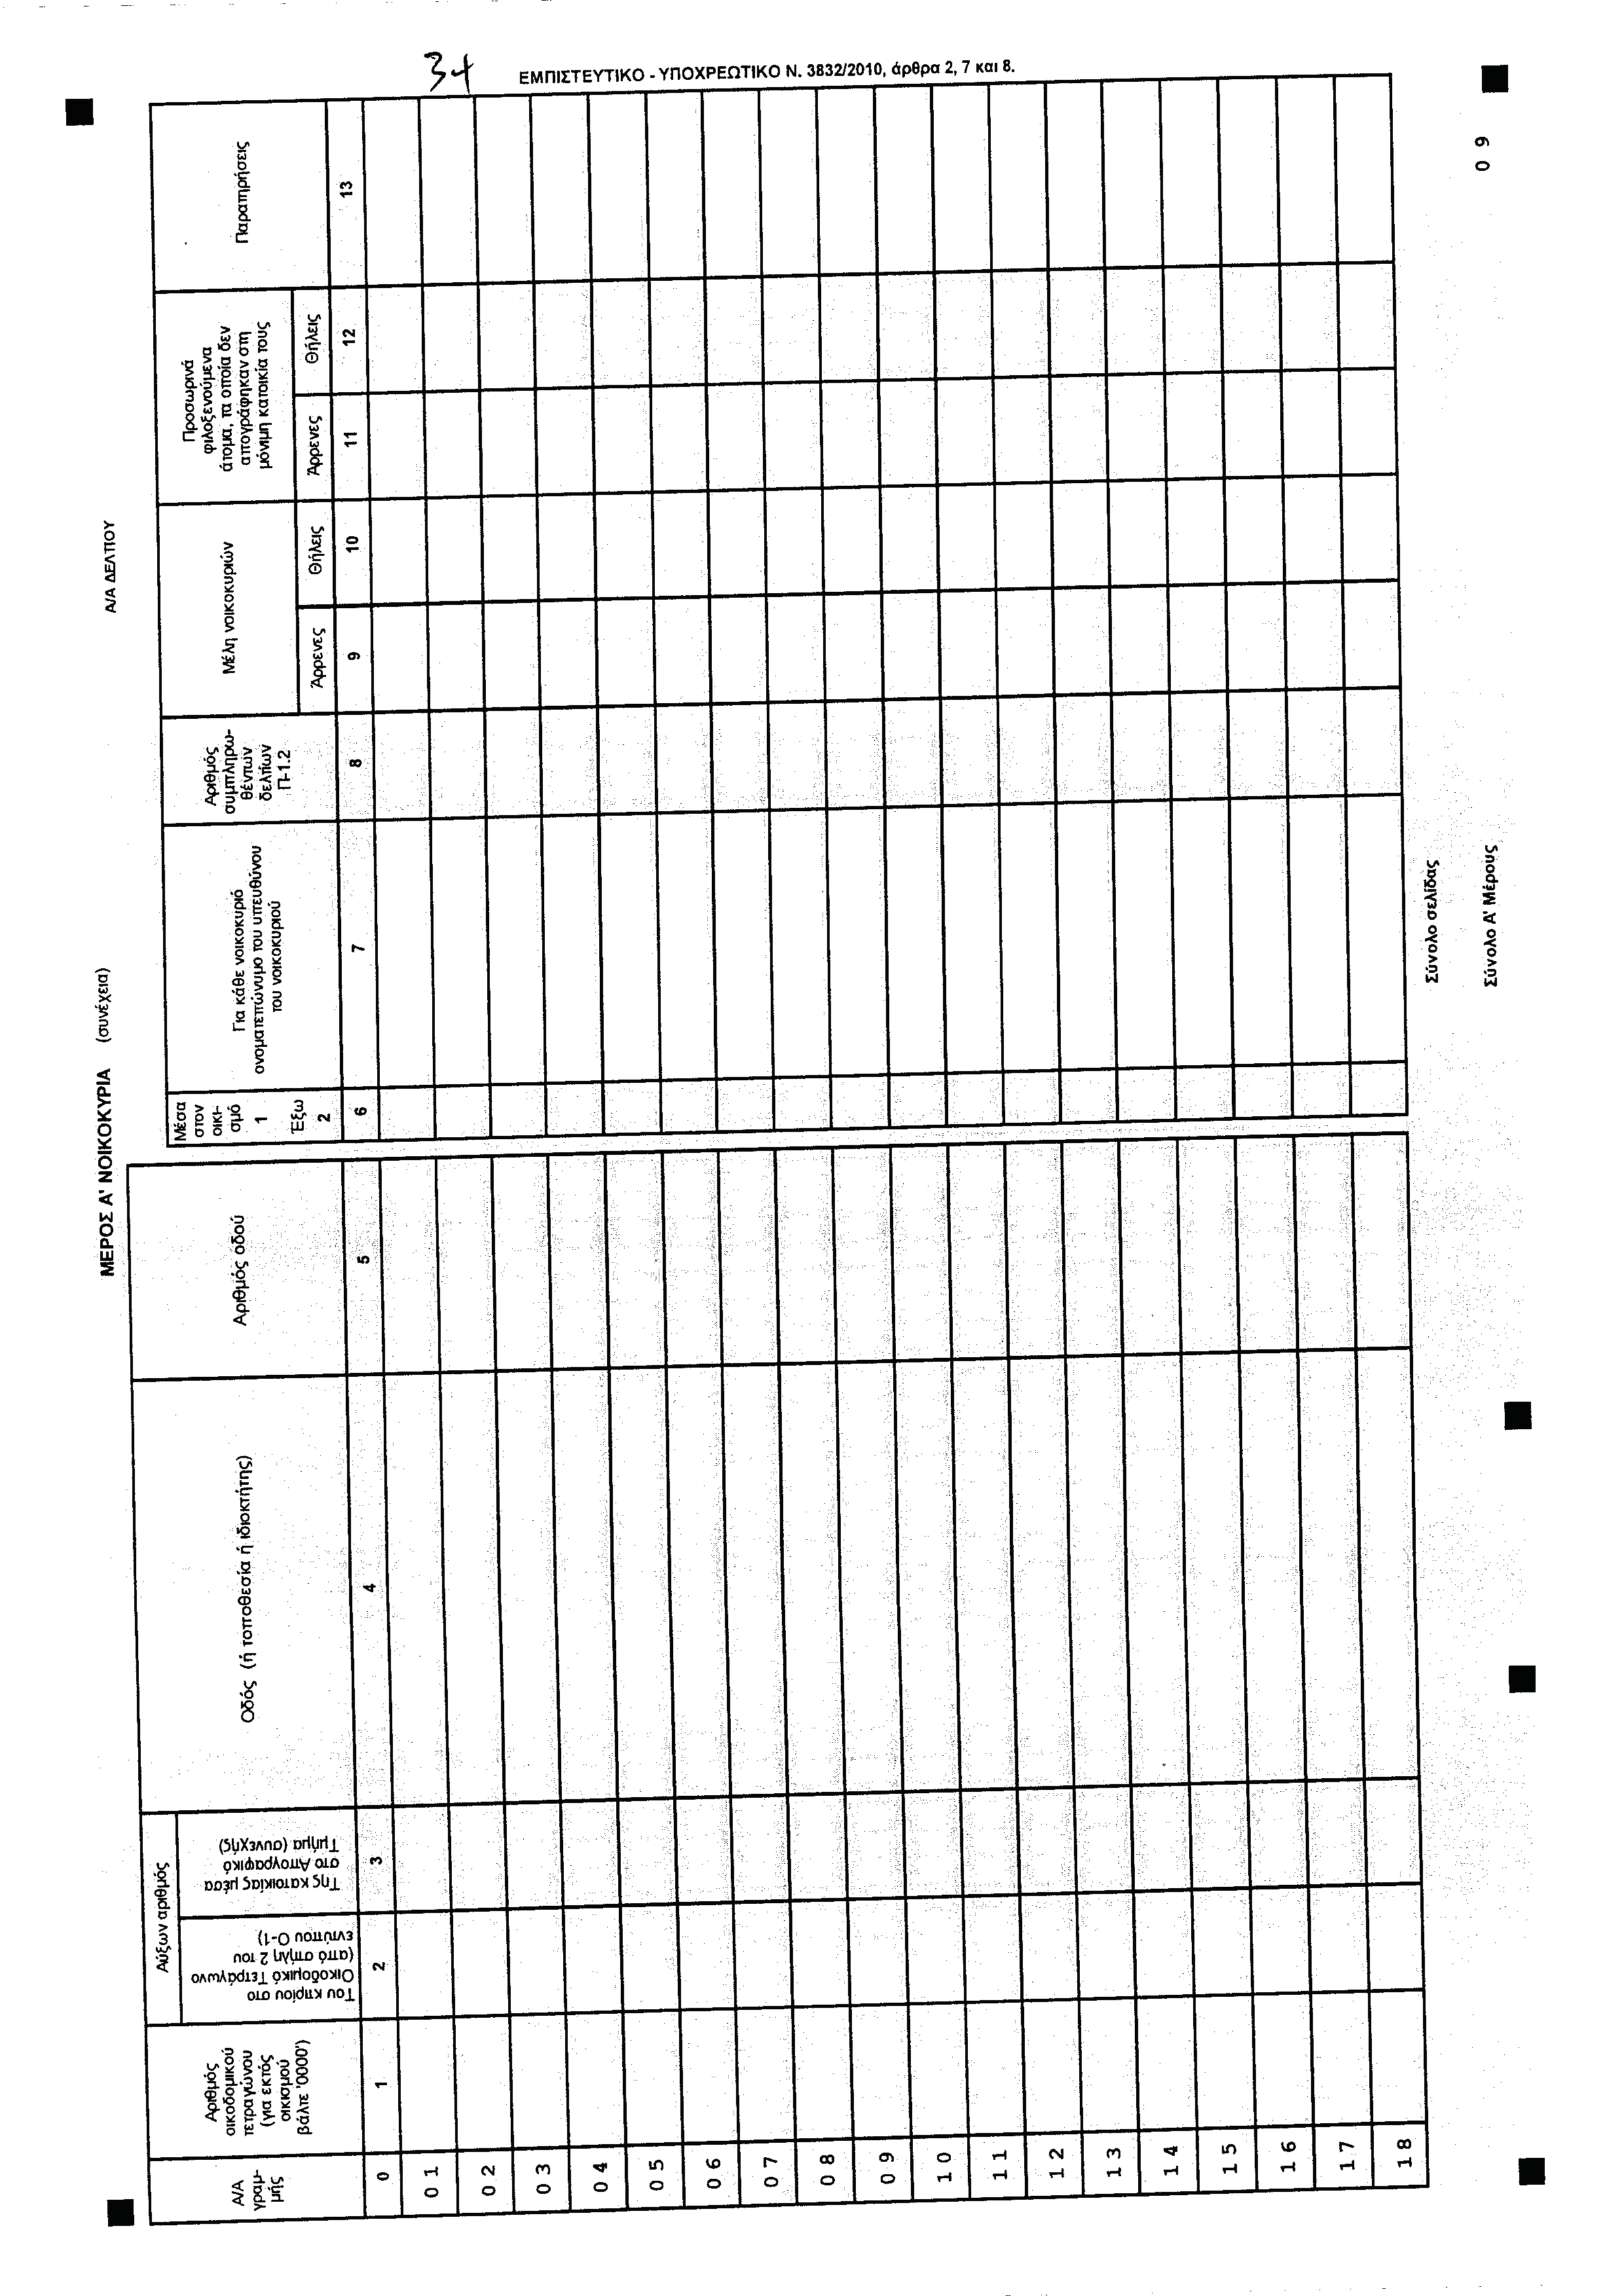 34
ΕΜΠΙΣΤΕΥΤΙΚΟ - ΥΠΟΧΡΕΩΤΙΚΟ Ν. 3832/2010, άρθρα 2, 7 και 8.
ΜΕΡΟΣ Α' ΝΟΙΚΟΚΥΡΙΑ (συνέχεια)
Α/Α ΔΕΛΤΙΟΥ
Α/Α
γραμ-
μής
Αριθμός
οικοδομικού
τετραγώνου
(για εκτός
οικισμού
βάλτε '0000')
Αύξων αριθμός
Του κτιρίου στο
Οικοδομικό Τετράγωνο
(από στήλη 2 του
εντύπου Ο-1)
Της κατοικίας μέσα
στο Απογραφικό
Τμήμα (συνεχής)
Οδός (ή τοποθεσία ή ιδιοκτήτης)
Αριθμός οδού
Μέσα
στον
οικι-
σμό
1
Έξω
2
Για κάθε νοικοκυριό
ονοματεπώνυμο του υπευθύνου
του νοικοκυριού
Αριθμός
συμπληρω-
θέντων
δελτίων
Π-1.2
Μέλη νοικοκυριών
Άρρενες
Θήλεις
Προσωρινά
φιλοξενούμενα
άτομα, τα οποία δεν
απογράφηκαν στη
μόνιμη κατοικία τους
Άρρενες
Θήλεις
Παρατηρήσεις
0 1 2 3 4 5 6 7 8 9 10 11 12 13
0 1
0 2
0 3
0 4
0 5
0 6
0 7
0 8
0 9
1 0
1 1
1 2
1 3
1 4
1 5
1 6
1 7
1 8
Σύνολο σελίδας
Σύνολο Α' Μέρους
0 9